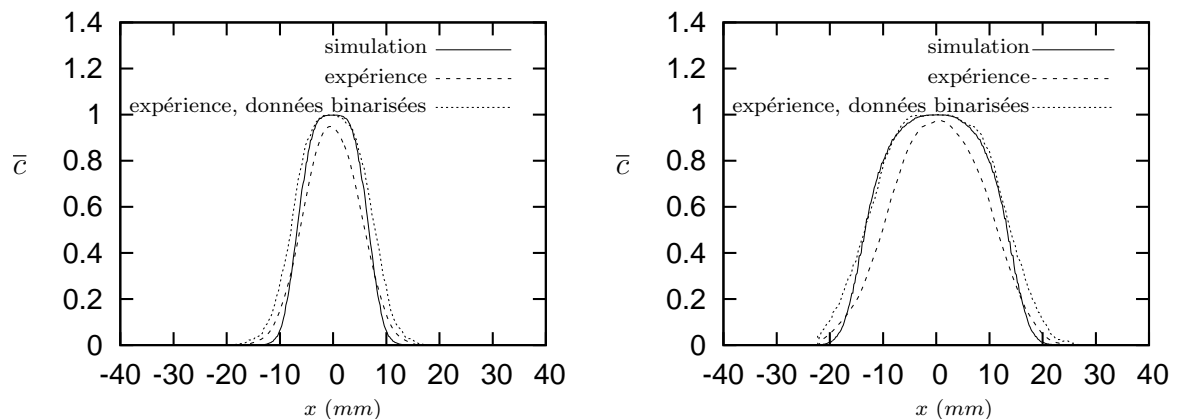 1.4
1.2
1
0.8
0.6
0.4
0.2
0
-40 -30 -20 -10 0 10 20 30 40
c̅
x (mm)
simulation
expérience
expérience, données binarisées
1.4
1.2
1
0.8
0.6
0.4
0.2
0
-40 -30 -20 -10 0 10 20 30 40
c̅
x (mm)
simulation
expérience
expérience, données binarisées